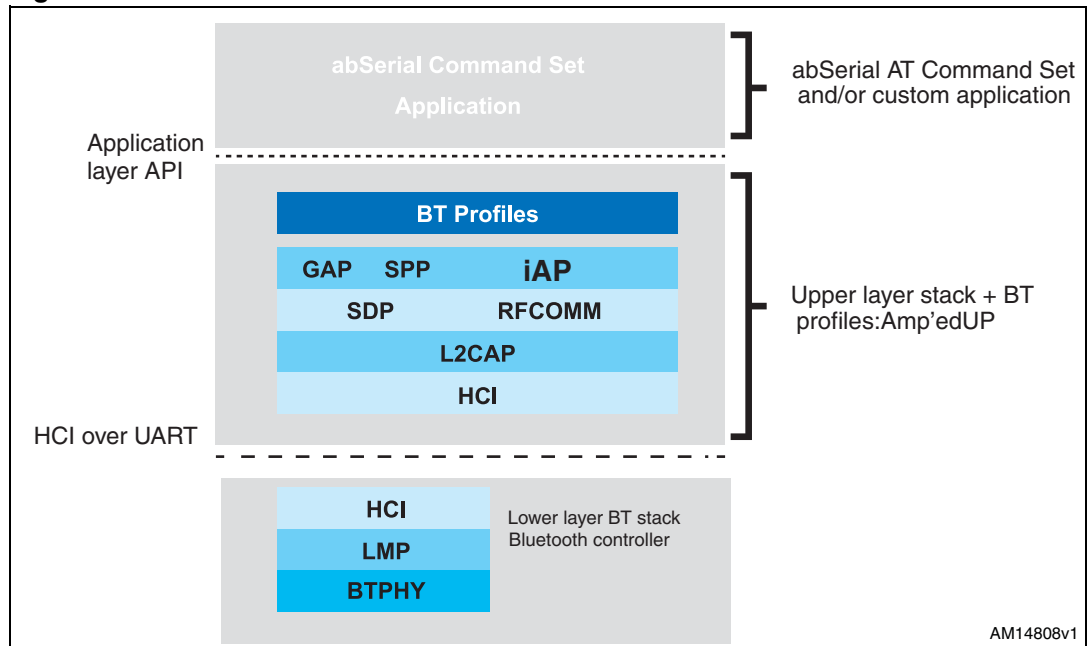 abSerial Command Set
Application
abSerial AT Command Set
and/or custom application
Application
layer API
BT Profiles
GAP SPP iAP
SDP RFCOMM
L2CAP
HCI
Upper layer stack + BT
profiles:Amp'edUP
HCI over UART
HCI
LMP
BTPHY
Lower layer BT stack
Bluetooth controller
AM14808v1